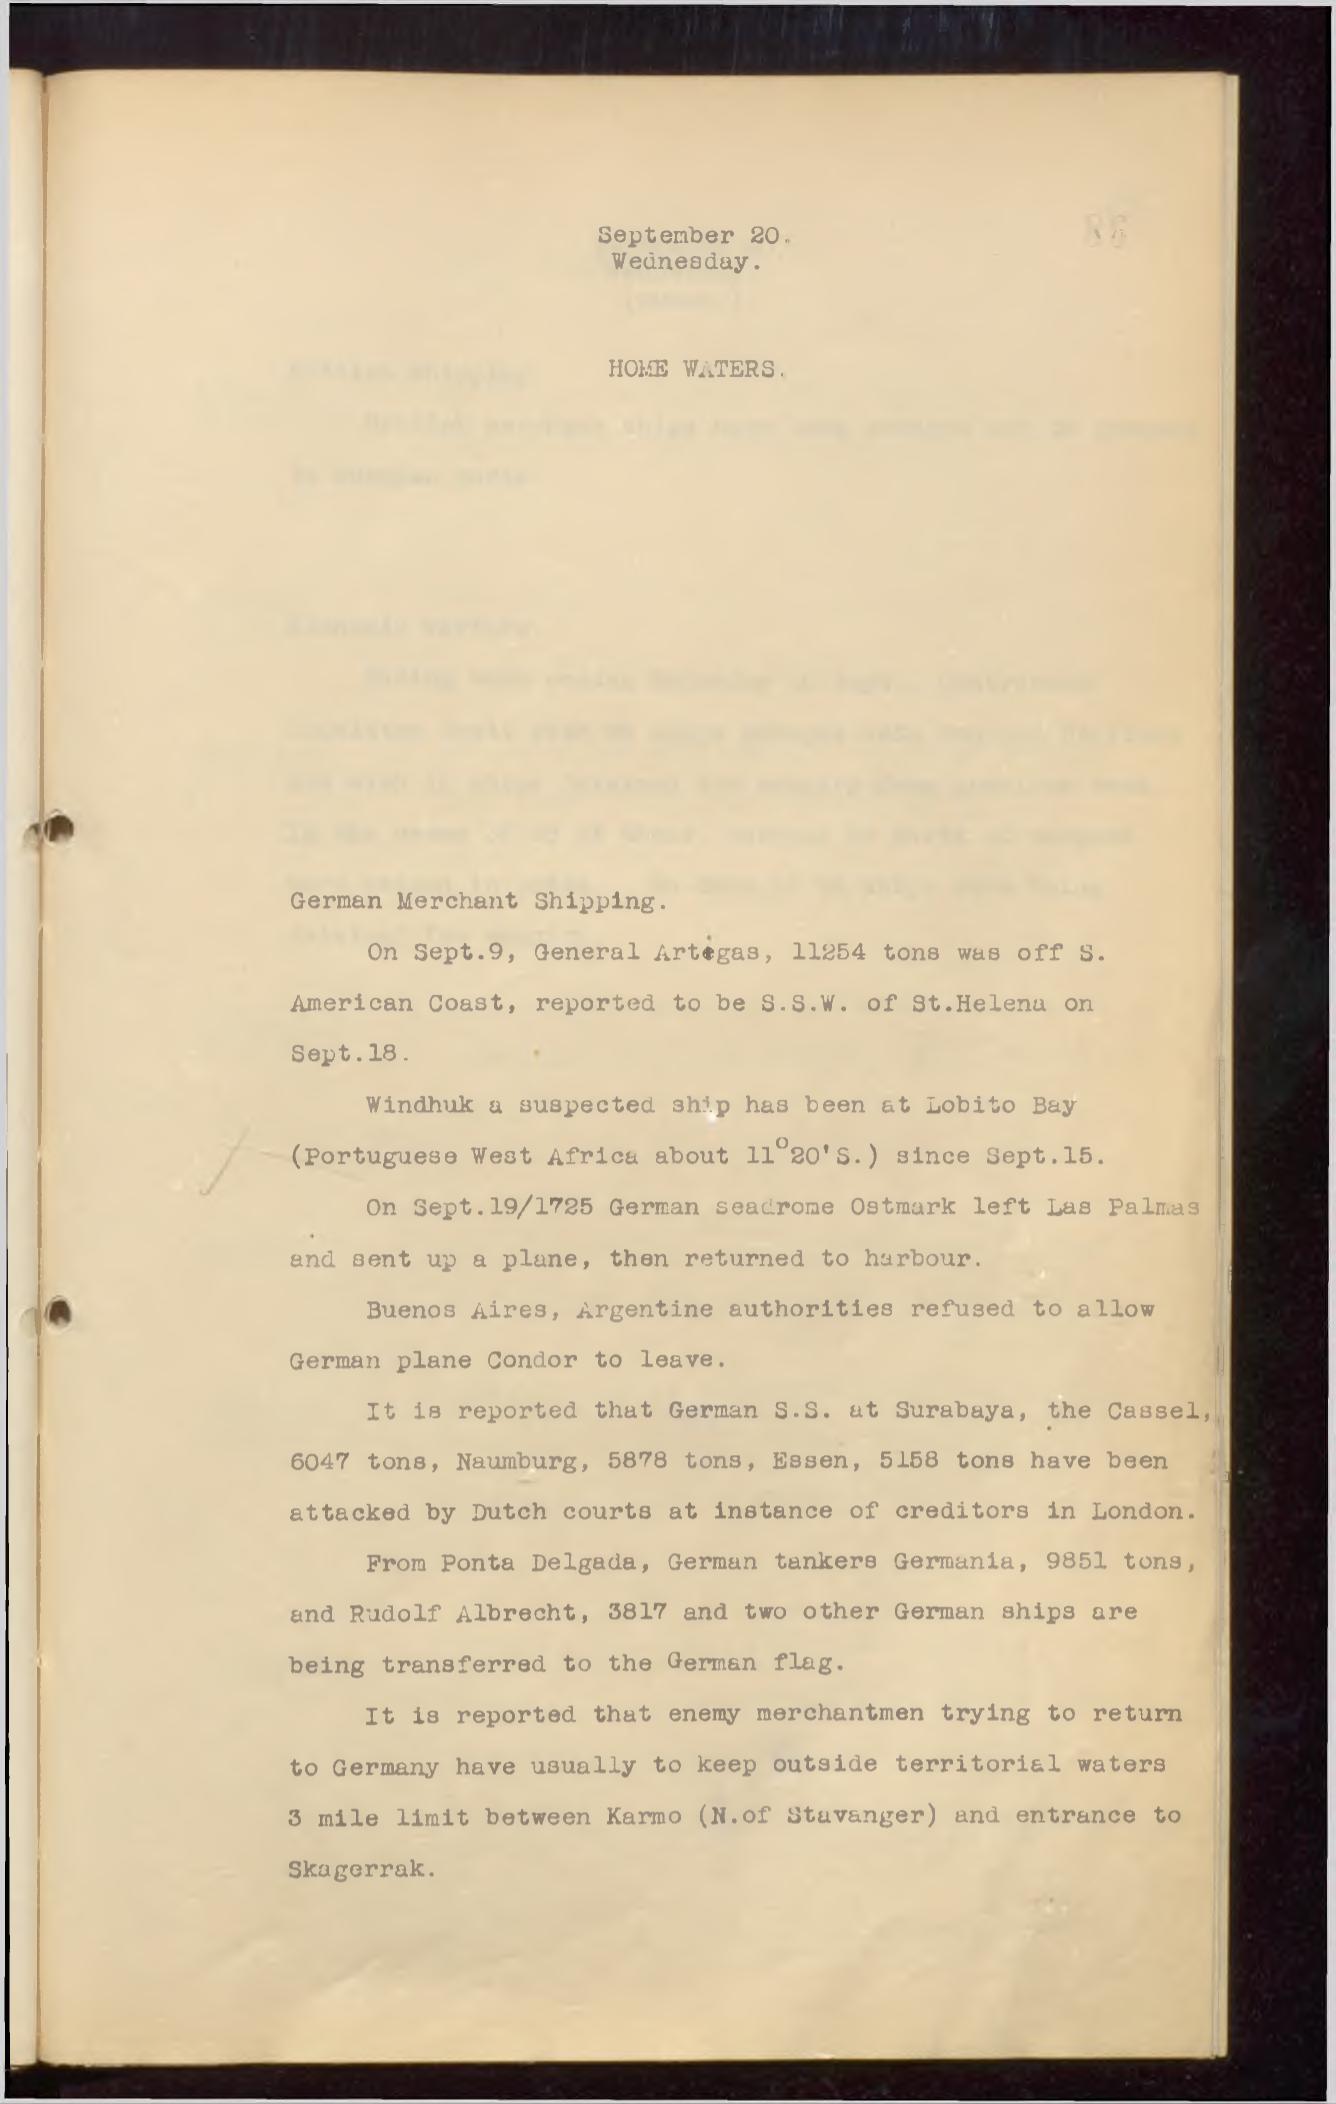 September 20.
Wednesday.
HOME WATERS.
German Merchant Shipping.
On Sept.9, General Artigas, 11254 tons was off S.
American Coast, reported to be S.S.W. of St.Helena on
Sept.18.
Windhuk a suspected ship has been at Lobito Bay
(Portuguese West Africa about 11°20'S.) since Sept.15.
On Sept.19/1725 German seadrome Ostmark left Las Palmas
and sent up a plane, then returned to harbour.
Buenos Aires, Argentine authorities refused to allow
German plane Condor to leave.
It is reported that German S.S. at Surabaya, the Cassel,
6047 tons, Naumburg, 5878 tons, Essen, 5158 tons have been
attacked by Dutch courts at instance of creditors in London.
From Ponta Delgada, German tankers Germania, 9851 tons,
and Rudolf Albrecht, 3817 and two other German ships are
being transferred to the German flag.
It is reported that enemy merchantmen trying to return
to Germany have usually to keep outside territorial waters
3 mile limit between Karmo (N.of Stavanger) and entrance to
Skagerrak.